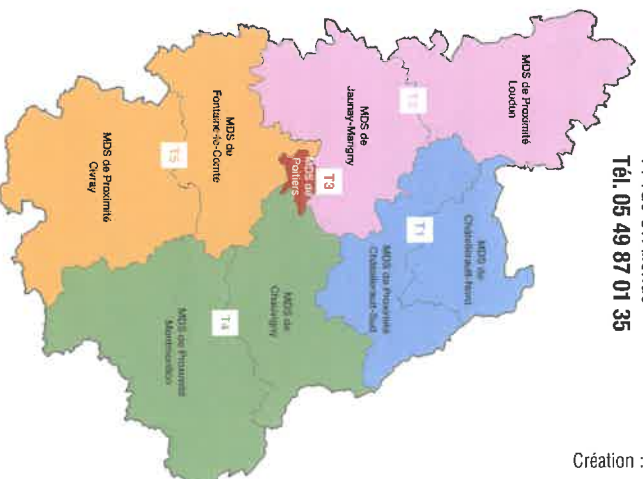 Tél. 05 49 87 01 35
Création :
MDS de Proximité
Loudun
T2
MDS de
Jaunay-Marigny
MDS de
Châtellerault-Nord
T1
MDS de Proximité
Châtellerault-Sud
T3
MDS de
Poitiers
MDS de
Fontaine-le-Comte
T5
MDS de Proximité
Civray
MDS de
Chauvigny
T4
MDS de Proximité
Montmorillon